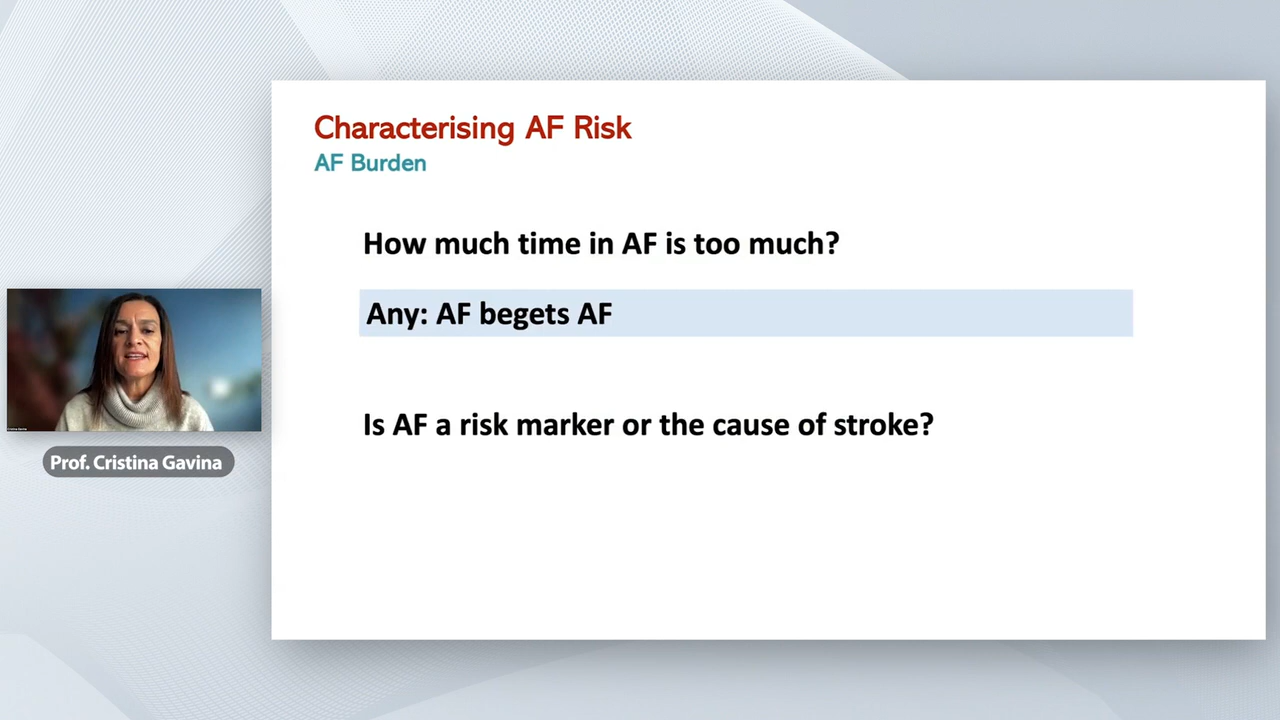 Characterising AF Risk
AF Burden
How much time in AF is too much?
Any: AF begets AF
Is AF a risk marker or the cause of stroke?
Prof. Cristina Gavina